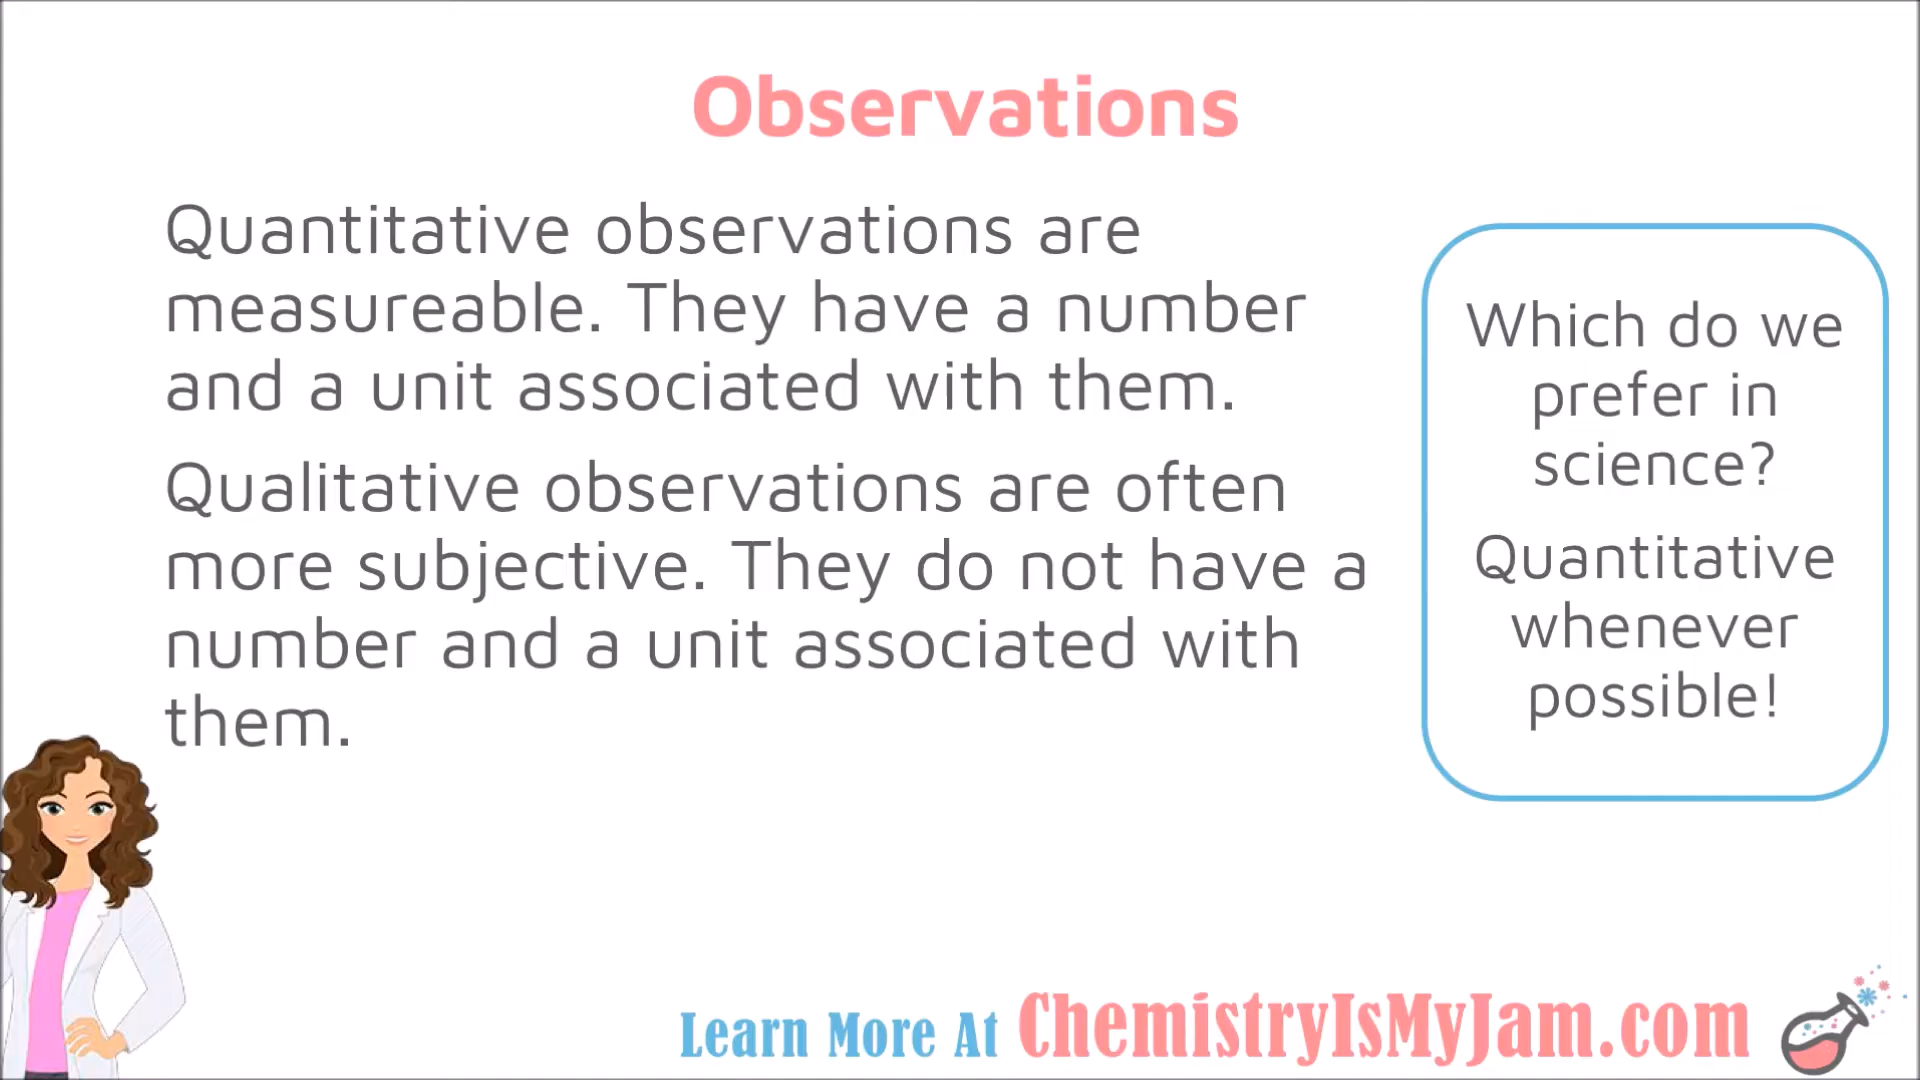 Observations
Quantitative observations are
measureable. They have a number
and a unit associated with them.
Qualitative observations are often
more subjective. They do not have a
number and a unit associated with
them.
Which do we
prefer in
science?
Quantitative
whenever
possible!
Learn More At ChemistryIsMyJam.com